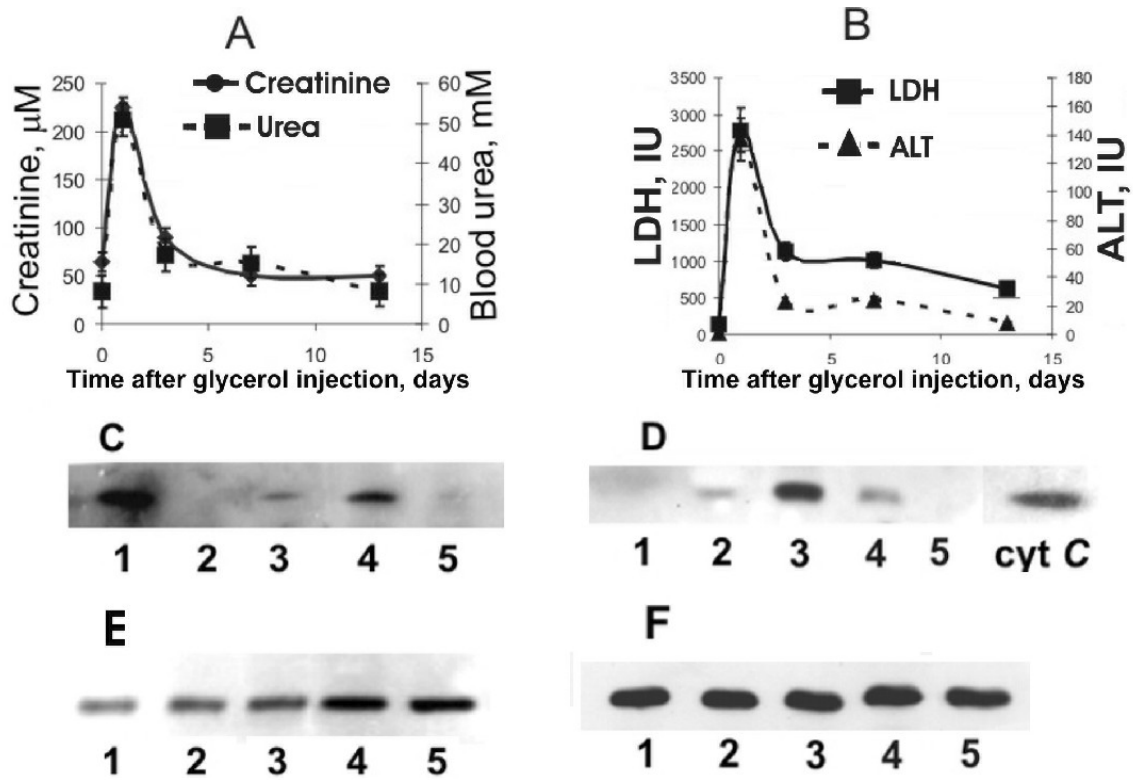 A
Creatinine, μM
250
200
150
100
50
0
Creatinine
Urea
60
50
40
30
20
10
0
Blood urea, mM
0 5 10 15
Time after glycerol injection, days
B
LDH, IU
3500
3000
2500
2000
1500
1000
500
0
LDH
ALT
180
160
140
120
100
80
60
40
20
0
ALT, IU
0 5 10 15
Time after glycerol injection, days
C
1 2 3 4 5
D
1 2 3 4 5 cyt C
E
1 2 3 4 5
F
1 2 3 4 5